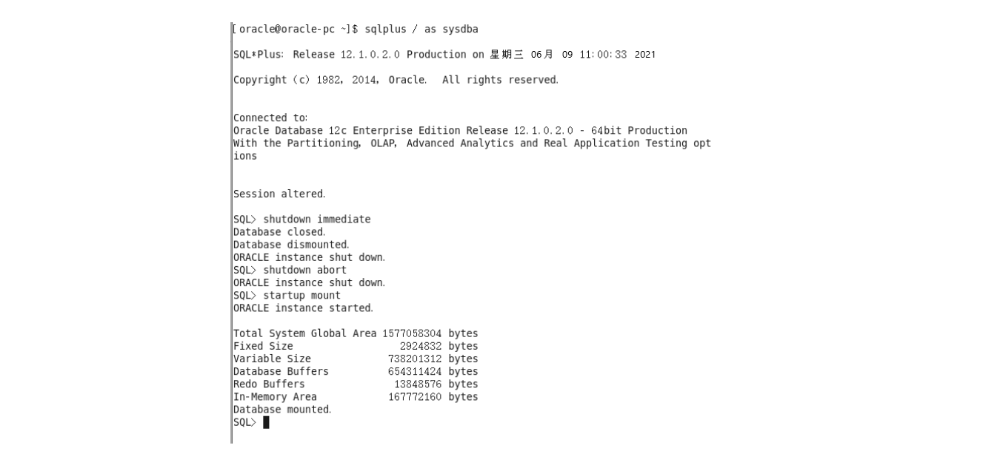 [oracle@oracle-pc ~]$ sqlplus / as sysdba
SQL*Plus: Release 12.1.0.2.0 Production on 星期三 06月 09 11:00:33 2021
Copyright (c) 1982, 2014, Oracle.  All rights reserved.
Connected to:
Oracle Database 12c Enterprise Edition Release 12.1.0.2.0 - 64bit Production
With the Partitioning, OLAP, Advanced Analytics and Real Application Testing opt
ions
Session altered.
SQL> shutdown immediate
Database closed.
Database dismounted.
ORACLE instance shut down.
SQL> shutdown abort
ORACLE instance shut down.
SQL> startup mount
ORACLE instance started.
Total System Global Area 1577058304 bytes
Fixed Size 2924832 bytes
Variable Size 738201312 bytes
Database Buffers 654311424 bytes
Redo Buffers 13848576 bytes
In-Memory Area 167772160 bytes
Database mounted.
SQL>